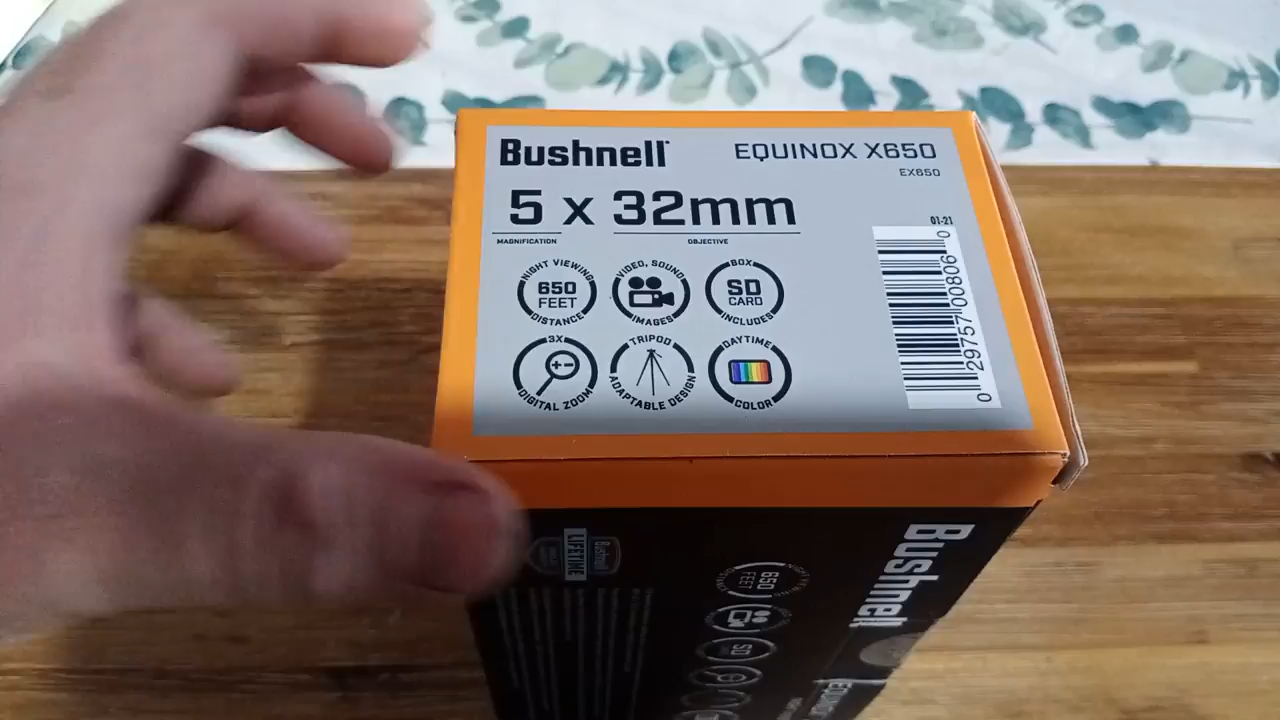 Bushnell
EQUINOX X650
EX650
5 x 32mm
MAGNIFICATION
OBJECTIVE
01-21
NIGHT VIEWING
650
FEET
DISTANCE
VIDEO, SOUND
IMAGES
BOX
SD
CARD
INCLUDES
3X
DIGITAL ZOOM
TRIPOD
ADAPTABLE DESIGN
DAYTIME
COLOR
0 29757 00806 0
Bushnell
LIFETIME
Bushnell
650
FEET
SD